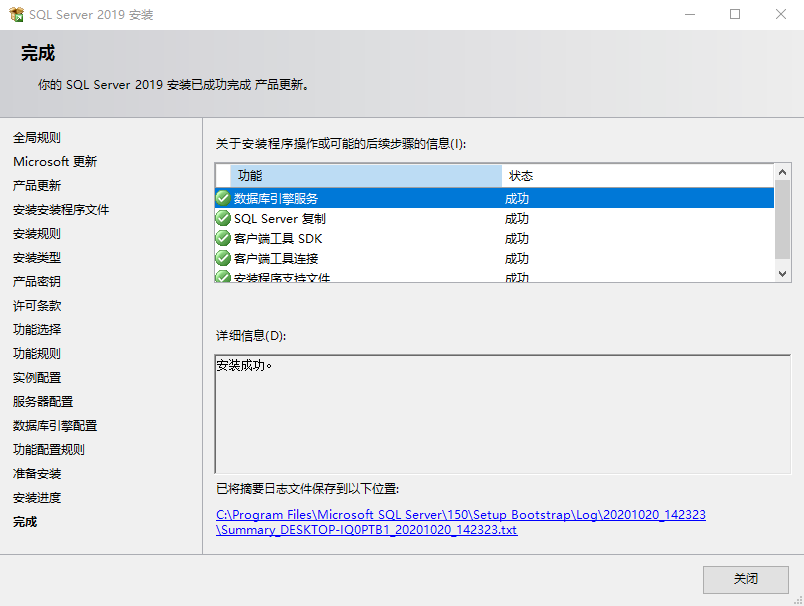 SQL Server 2019 安装
完成
你的 SQL Server 2019 安装已成功完成 产品更新。
全局规则
Microsoft 更新
产品更新
安装安装程序文件
安装规则
安装类型
产品密钥
许可条款
功能选择
功能规则
实例配置
服务器配置
数据库引擎配置
功能配置规则
准备安装
安装进度
完成
关于安装程序操作或可能的后续步骤的信息(I):
功能 状态
数据库引擎服务 成功
SQL Server 复制 成功
客户端工具 SDK 成功
客户端工具连接 成功
安装程序支持文件 成功
详细信息(D):
安装成功。
已将摘要日志文件保存到以下位置:
C:\Program Files\Microsoft SQL Server\150\Setup Bootstrap\Log\20201020_142323
\Summary_DESKTOP-IQ0PTB1_20201020_142323.txt
关闭